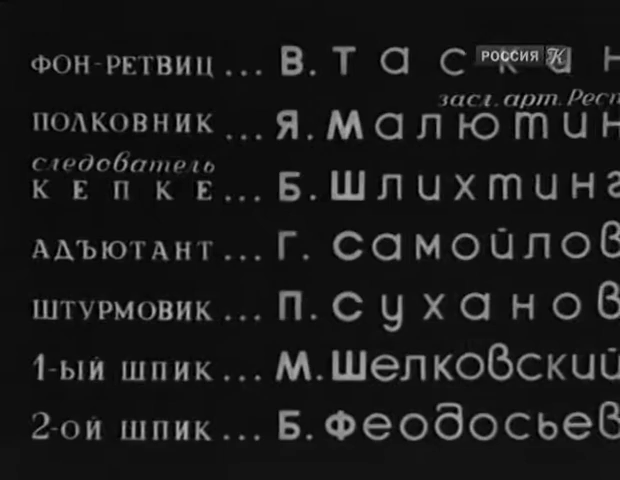 ФОН-РЕТВИЦ ... В. Таскин
РОССИЯ К
засл. арт. Респ
ПОЛКОВНИК ... Я. Малютин
следователь
КЕПКЕ ... Б. Шлихтинг
АДЪЮТАНТ ... Г. Самойлов
ШТУРМОВИК ... П. Суханов
1-ЫЙ ШПИК ... М. Шелковский
2-ОЙ ШПИК ... Б. Феодосьев